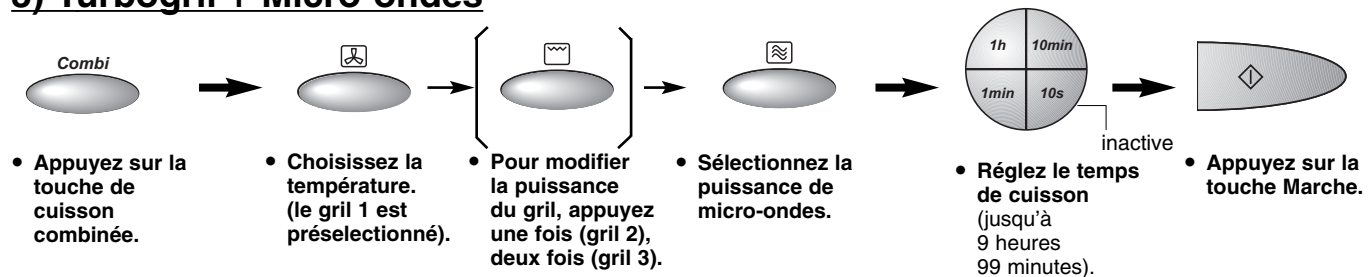 3) Turbogril + Micro-ondes
Combi
• Appuyez sur la
touche de
cuisson
combinée.
• Choisissez la
température.
(le gril 1 est
préselectionné).
• Pour modifier
la puissance
du gril, appuyez
une fois (gril 2),
deux fois (gril 3).
• Sélectionnez la
puissance de
micro-ondes.
1h 10min
1min 10s
inactive
• Réglez le temps
de cuisson
(jusqu'à
9 heures
99 minutes).
• Appuyez sur la
touche Marche.